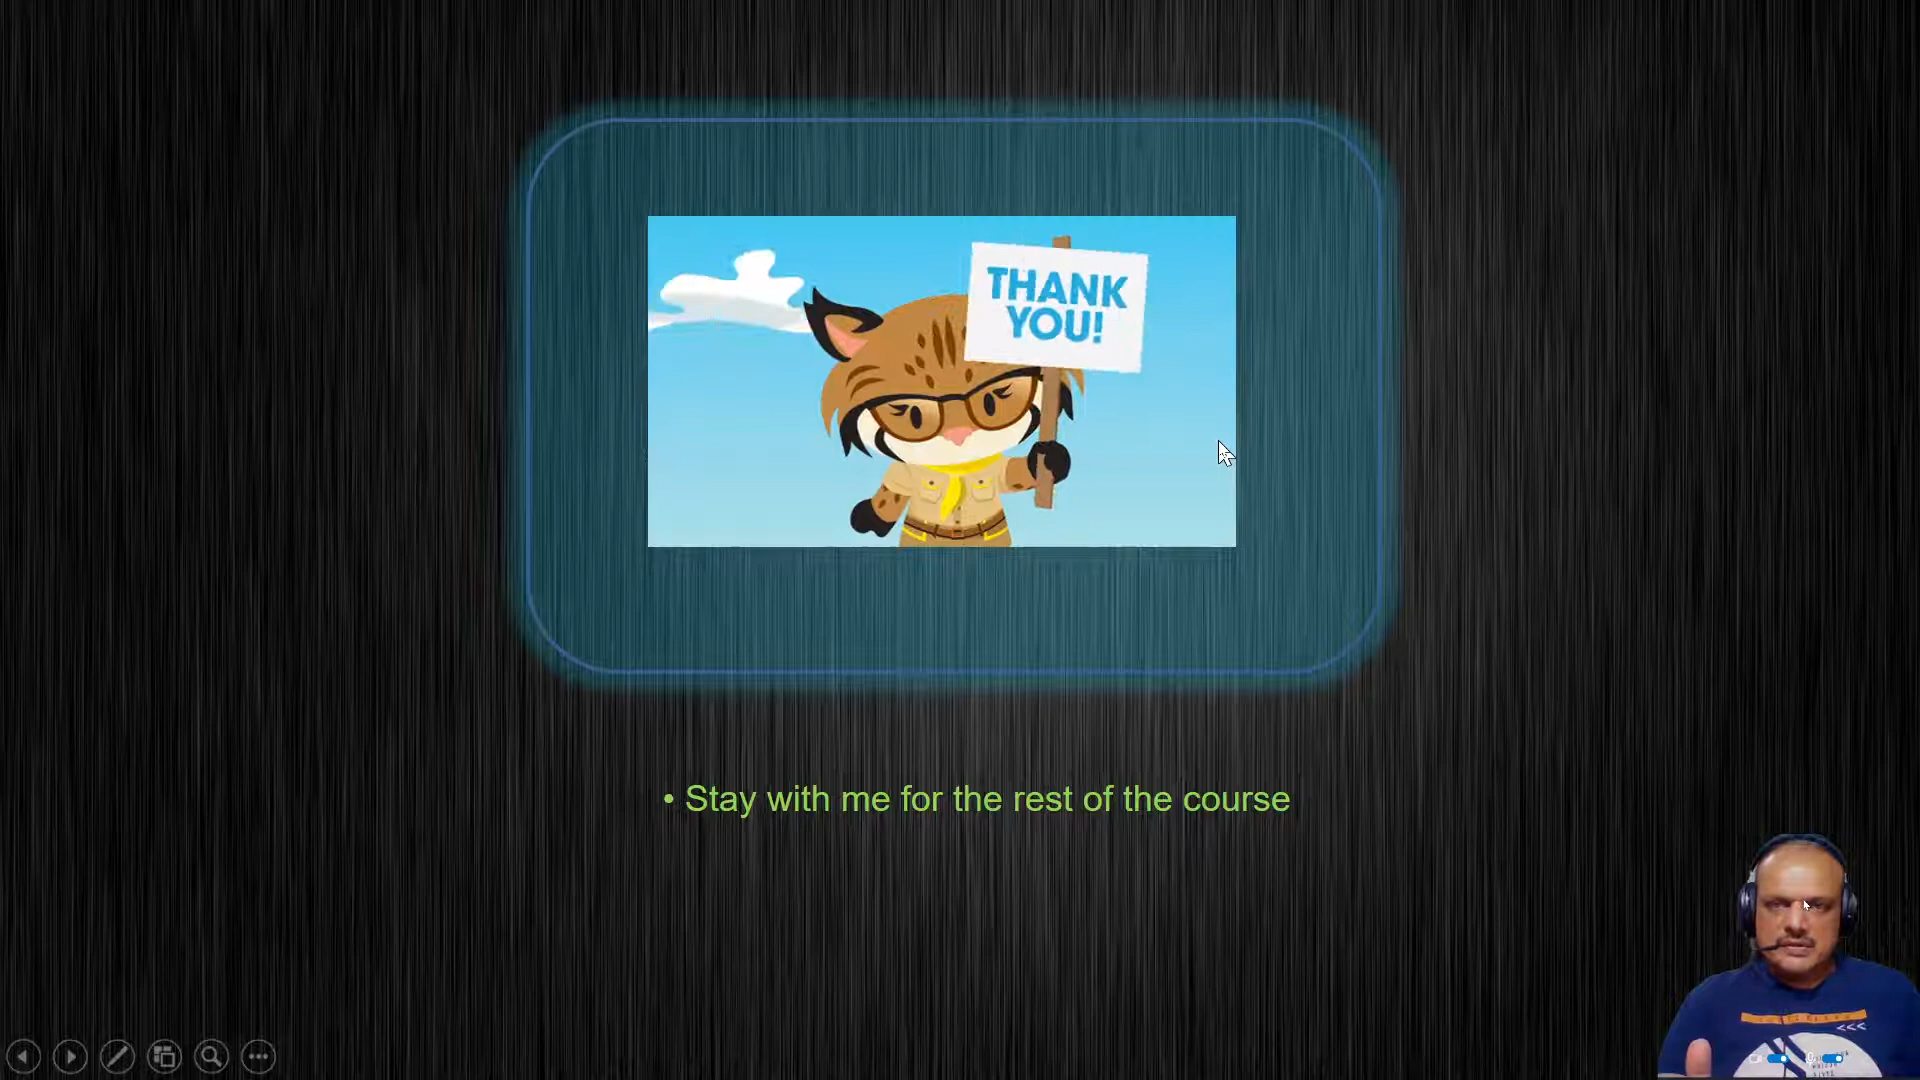 THANK
YOU!
• Stay with me for the rest of the course
<<<